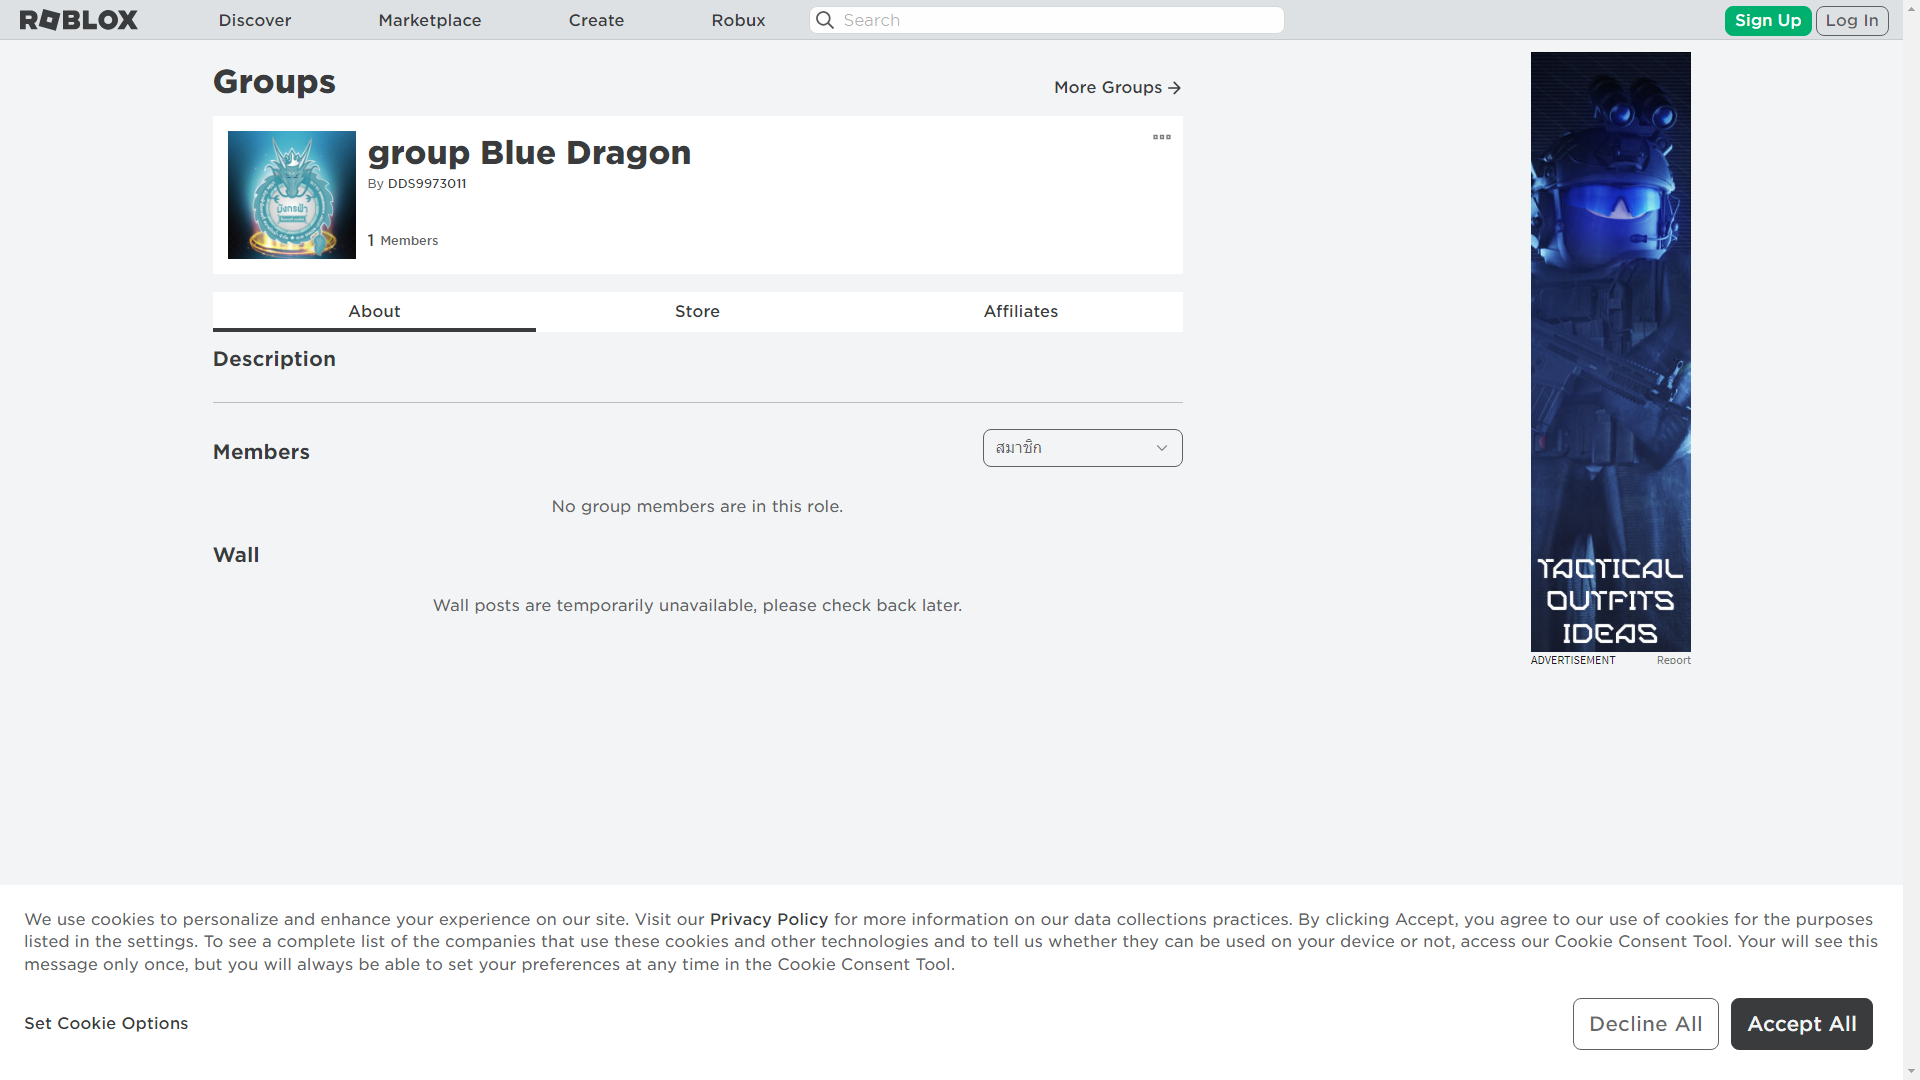 ROBLOX
Discover
Marketplace
Create
Robux
Search
Sign Up
Log In
Groups
More Groups
group Blue Dragon
By DDS9973011
1 Members
มังกรฟ้า
About
Store
Affiliates
Description
Members
สมาชิก
No group members are in this role.
Wall
Wall posts are temporarily unavailable, please check back later.
TACTICAL
OUTFITS
IDEAS
ADVERTISEMENT
Report
We use cookies to personalize and enhance your experience on our site. Visit our Privacy Policy for more information on our data collections practices. By clicking Accept, you agree to our use of cookies for the purposes
listed in the settings. To see a complete list of the companies that use these cookies and other technologies and to tell us whether they can be used on your device or not, access our Cookie Consent Tool. Your will see this
message only once, but you will always be able to set your preferences at any time in the Cookie Consent Tool.
Set Cookie Options
Decline All
Accept All